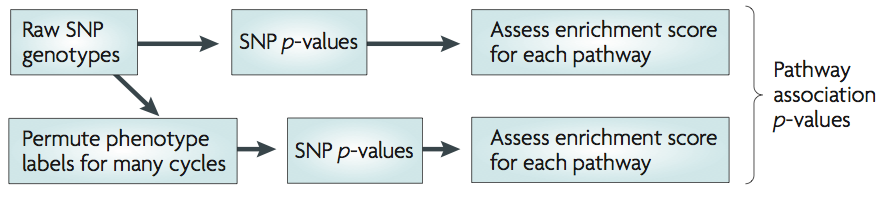 Raw SNP
genotypes
SNP p-values
Assess enrichment score
for each pathway
Permute phenotype
labels for many cycles
SNP p-values
Assess enrichment score
for each pathway
Pathway
association
p-values